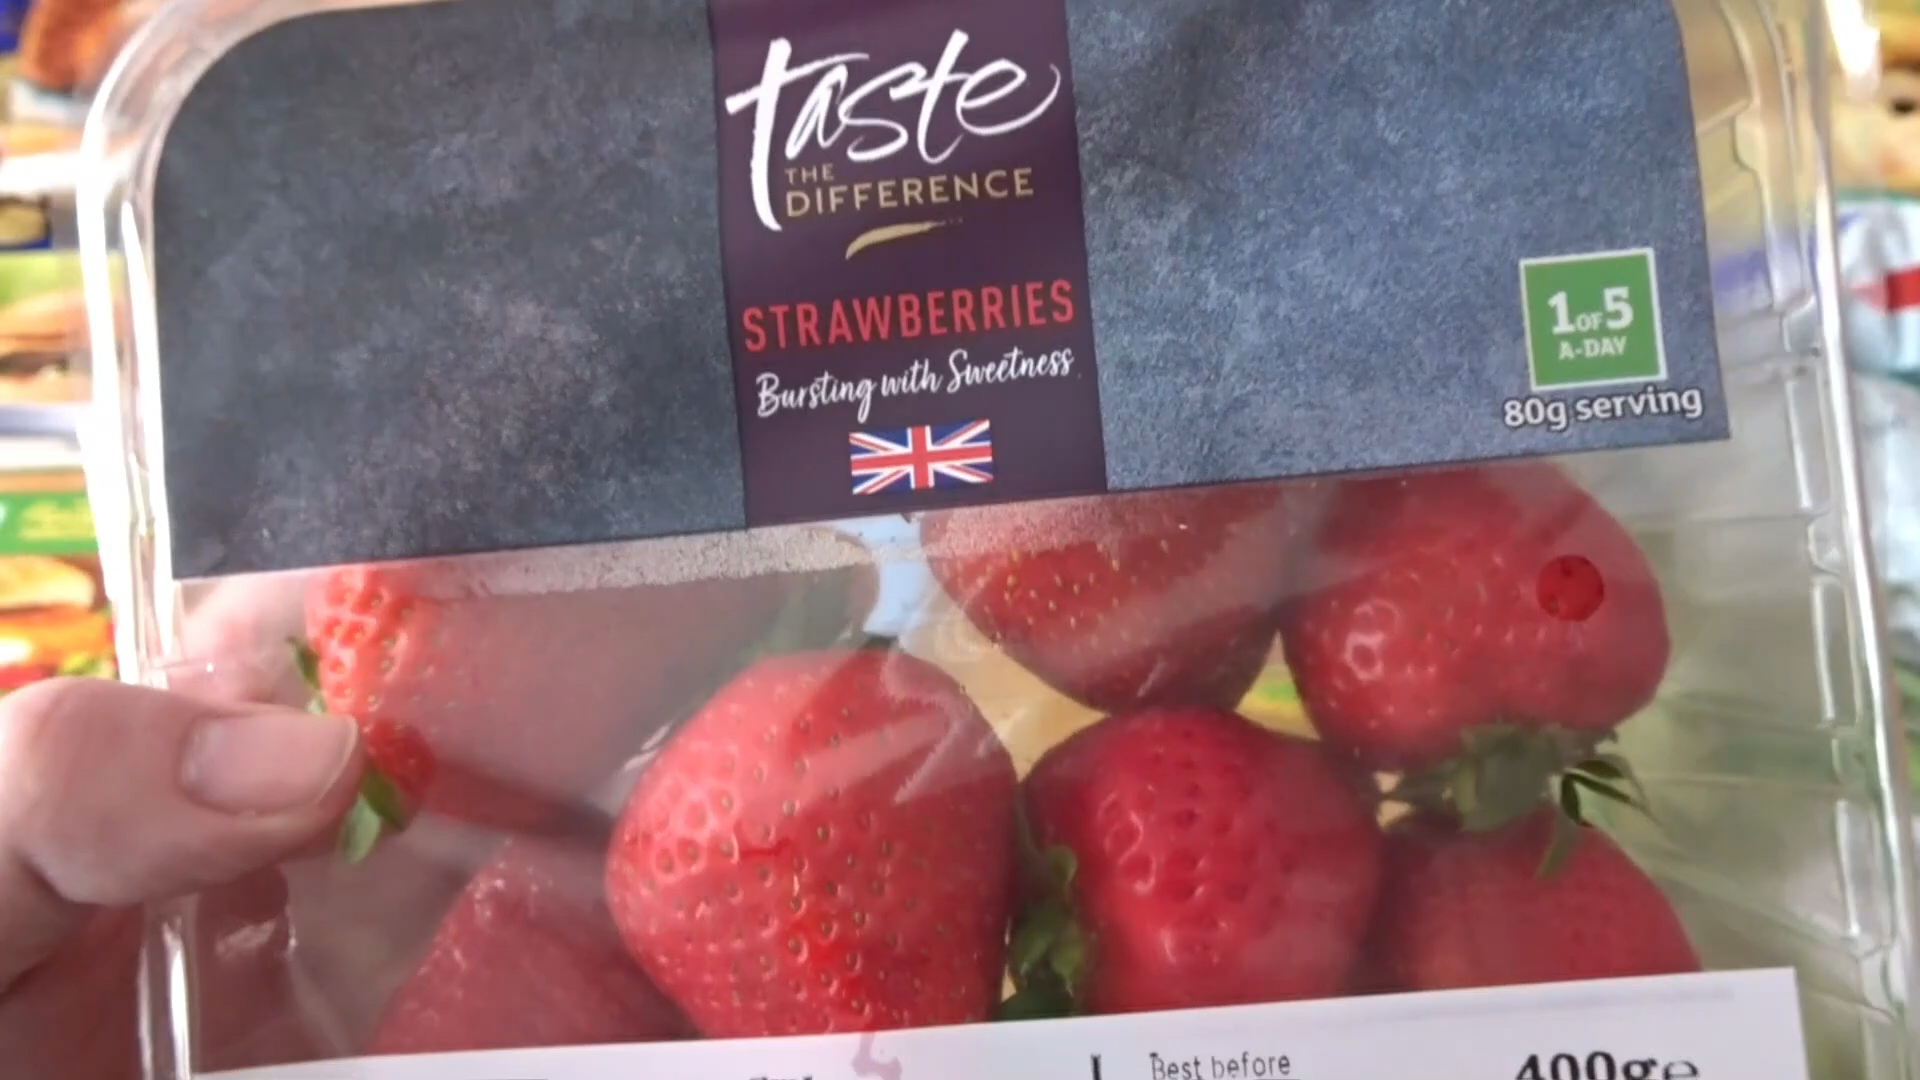 taste
THE
DIFFERENCE
STRAWBERRIES
Bursting with Sweetness
1 OF 5
A-DAY
80g serving
Best before
400g℮